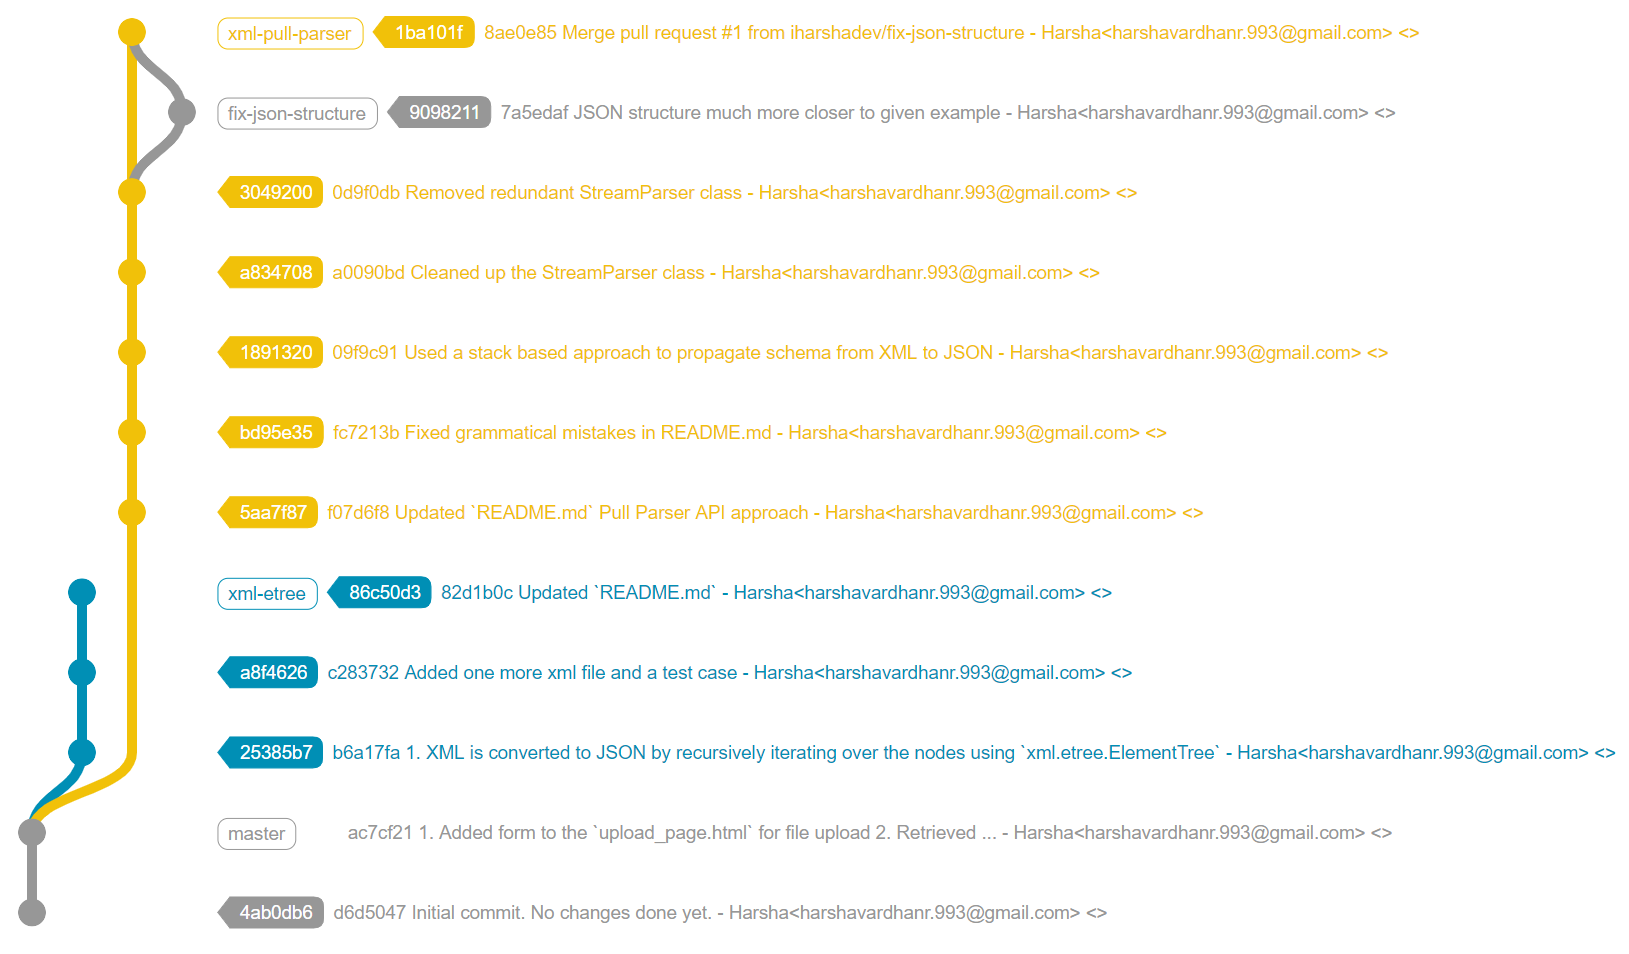 xml-pull-parser 1ba101f 8ae0e85 Merge pull request #1 from iharshadev/fix-json-structure - Harsha<harshavardhanr.993@gmail.com> <>
fix-json-structure 9098211 7a5edaf JSON structure much more closer to given example - Harsha<harshavardhanr.993@gmail.com> <>
3049200 0d9f0db Removed redundant StreamParser class - Harsha<harshavardhanr.993@gmail.com> <>
a834708 a0090bd Cleaned up the StreamParser class - Harsha<harshavardhanr.993@gmail.com> <>
1891320 09f9c91 Used a stack based approach to propagate schema from XML to JSON - Harsha<harshavardhanr.993@gmail.com> <>
bd95e35 fc7213b Fixed grammatical mistakes in README.md - Harsha<harshavardhanr.993@gmail.com> <>
5aa7f87 f07d6f8 Updated `README.md` Pull Parser API approach - Harsha<harshavardhanr.993@gmail.com> <>
xml-etree 86c50d3 82d1b0c Updated `README.md` - Harsha<harshavardhanr.993@gmail.com> <>
a8f4626 c283732 Added one more xml file and a test case - Harsha<harshavardhanr.993@gmail.com> <>
25385b7 b6a17fa 1. XML is converted to JSON by recursively iterating over the nodes using `xml.etree.ElementTree` - Harsha<harshavardhanr.993@gmail.com> <>
master ac7cf21 1. Added form to the `upload_page.html` for file upload 2. Retrieved ... - Harsha<harshavardhanr.993@gmail.com> <>
4ab0db6 d6d5047 Initial commit. No changes done yet. - Harsha<harshavardhanr.993@gmail.com> <>